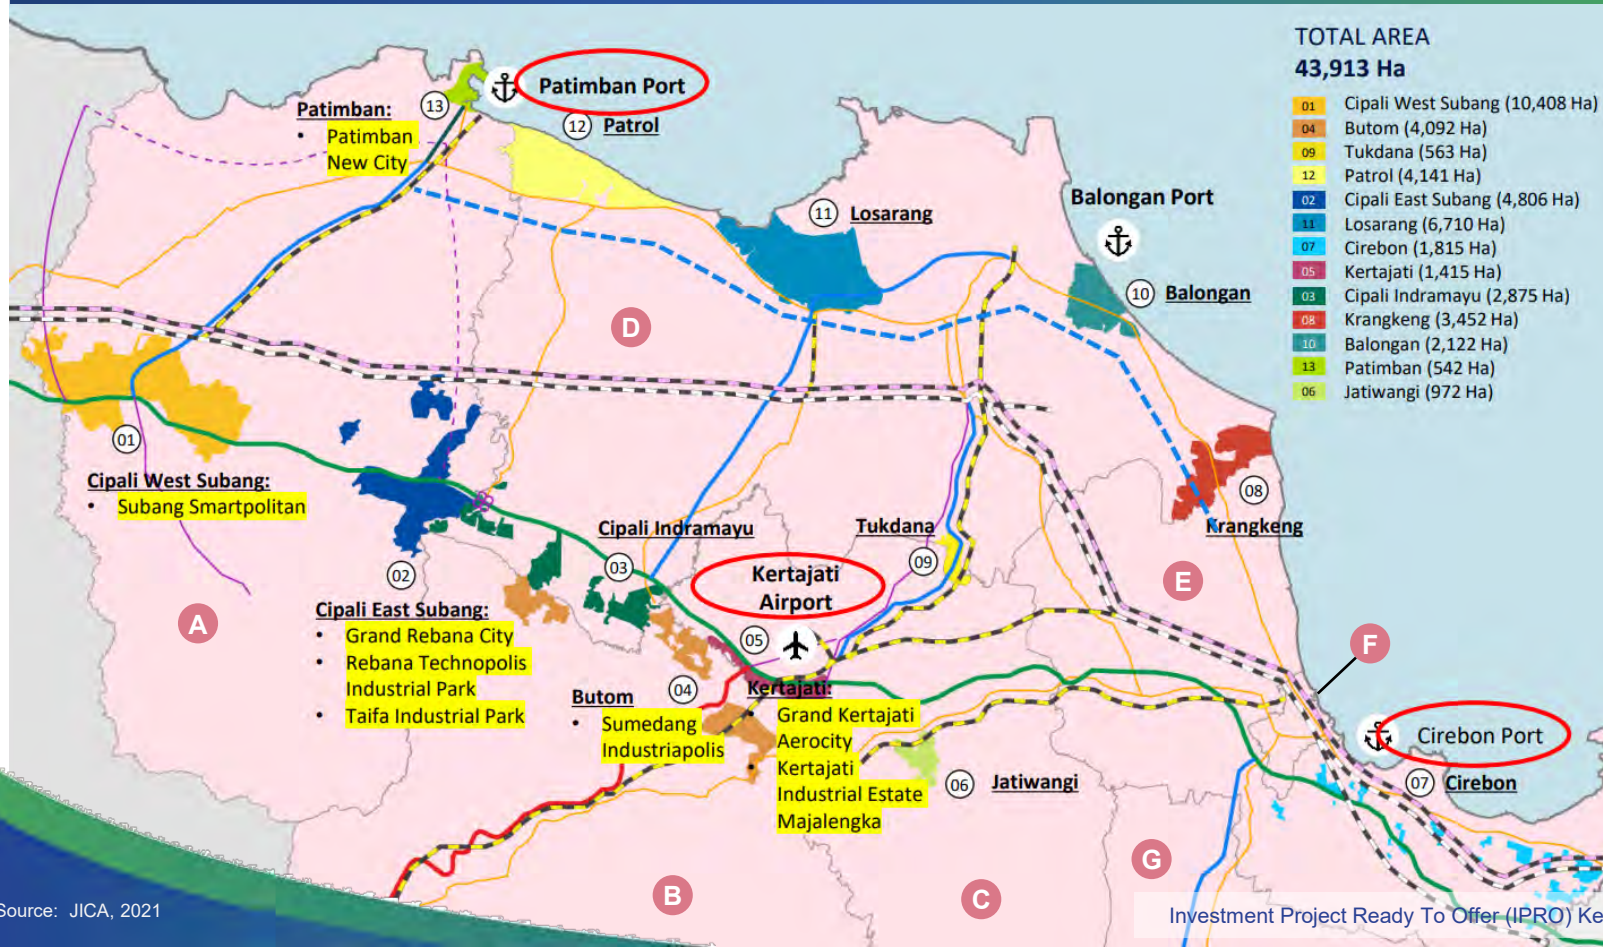 TOTAL AREA
43,913 Ha
01 Cipali West Subang (10,408 Ha)
04 Butom (4,092 Ha)
09 Tukdana (563 Ha)
12 Patrol (4,141 Ha)
02 Cipali East Subang (4,806 Ha)
11 Losarang (6,710 Ha)
07 Cirebon (1,815 Ha)
05 Kertajati (1,415 Ha)
03 Cipali Indramayu (2,875 Ha)
08 Krangkeng (3,452 Ha)
10 Balongan (2,122 Ha)
13 Patimban (542 Ha)
06 Jatiwangi (972 Ha)
Patimban Port
13
Patimban:
• Patimban
New City
12 Patrol
11 Losarang
Balongan Port
10 Balongan
D
01
Cipali West Subang:
• Subang Smartpolitan
08
Krangkeng
Cipali Indramayu
03
Tukdana
09
Kertajati
Airport
02
Cipali East Subang:
• Grand Rebana City
• Rebana Technopolis
Industrial Park
• Taifa Industrial Park
A
E
F
05
04
Butom
• Sumedang
Industriapolis
Kertajati:
Grand Kertajati
Aerocity
• Kertajati
Industrial Estate
Majalengka
06 Jatiwangi
Cirebon Port
07 Cirebon
B
C
G
Source: JICA, 2021
Investment Project Ready To Offer (IPRO) Ke